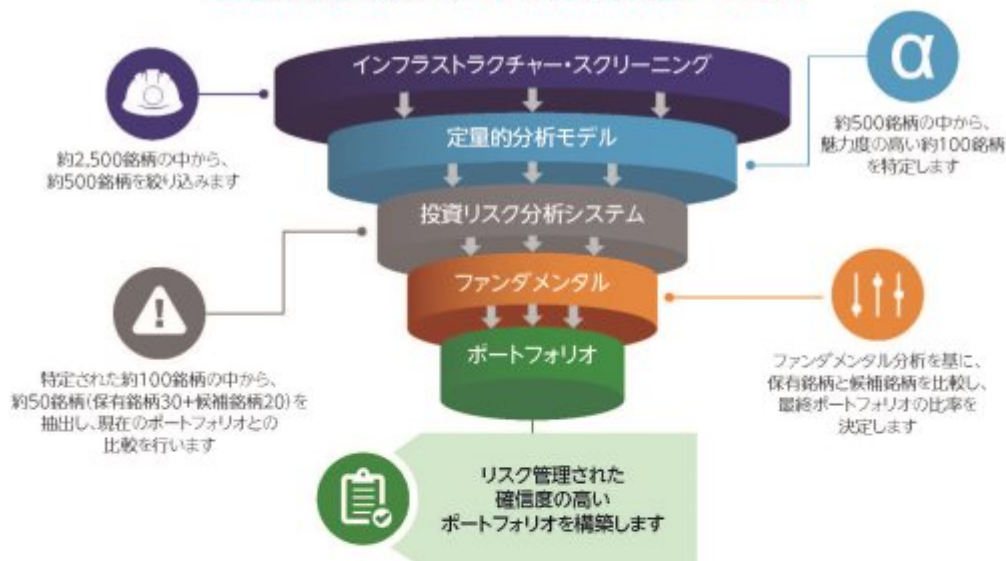 インフラストラクチャー・スクリーニング
α
約2,500銘柄の中から、
約500銘柄を絞り込みます
定量的分析モデル
約500銘柄の中から、
魅力度の高い約100銘柄
を特定します
投資リスク分析システム
ファンダメンタル
!
特定された約100銘柄の中から、
約50銘柄(保有銘柄30+候補銘柄20)を
抽出し、現在のポートフォリオとの
比較を行います
ポートフォリオ
ファンダメンタル分析を基に、
保有銘柄と候補銘柄を比較し、
最終ポートフォリオの比率を
決定します
リスク管理された
確信度の高い
ポートフォリオを構築します